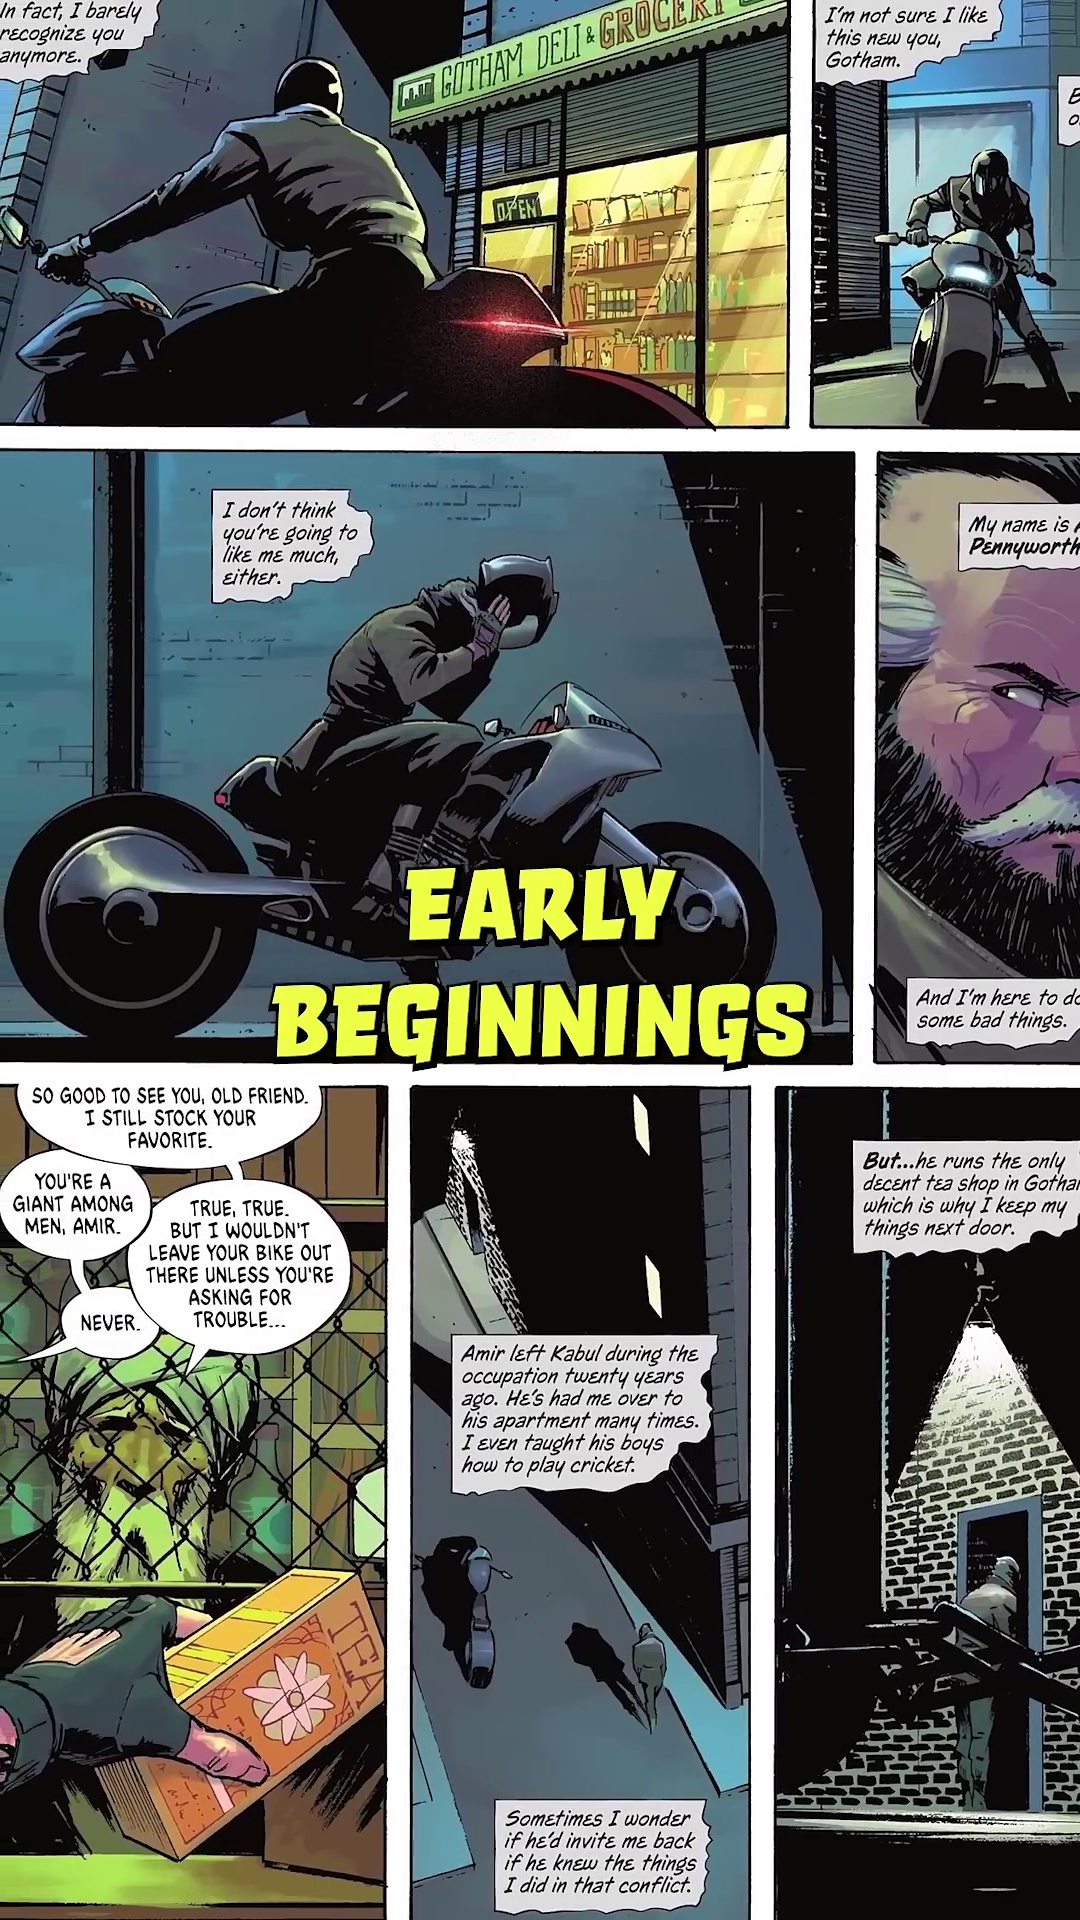 In fact, I barely
recognize you
anymore.
GOTHAM DELI & GROCERY
OPEN
I'm not sure I like
this new you,
Gotham.
I don't think
you're going to
like me much,
either.
My name is
Pennyworth
And I'm here to do
some bad things.
EARLY
BEGINNINGS
SO GOOD TO SEE YOU, OLD FRIEND.
I STILL STOCK YOUR
FAVORITE.
YOU'RE A
GIANT AMONG
MEN, AMIR.
TRUE, TRUE.
BUT I WOULDN'T
LEAVE YOUR BIKE OUT
THERE UNLESS YOU'RE
ASKING FOR
TROUBLE...
NEVER.
TEA
Amir left Kabul during the
occupation twenty years
ago. He's had me over to
his apartment many times.
I even taught his boys
how to play cricket.
Sometimes I wonder
if he'd invite me back
if he knew the things
I did in that conflict.
But...he runs the only
decent tea shop in Gotham
which is why I keep my
things next door.